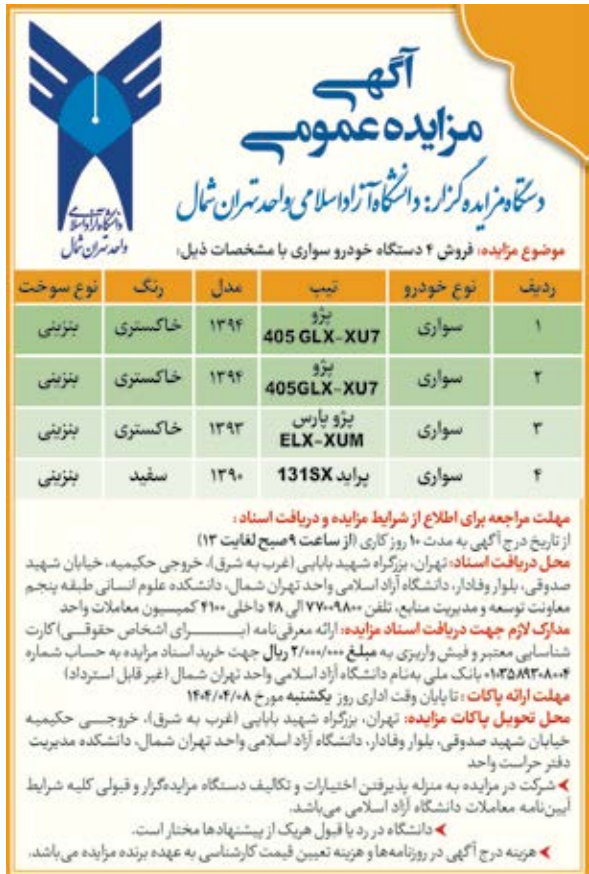 آگهی
مزایده عمومی
دستگاه مزایده گزار: دانشگاه آزاد اسلامی واحد تهران شمال
دانشگاه آزاد اسلامی
واحد تهران شمال
موضوع مزایده: فروش ۴ دستگاه خودرو سواری با مشخصات ذیل:
ردیف نوع خودرو تیپ مدل رنگ نوع سوخت
۱ سواری پژو 405 GLX-XU7 ۱۳۹۴ خاکستری بنزینی
۲ سواری پژو 405GLX-XU7 ۱۳۹۴ خاکستری بنزینی
۳ سواری پژو پارس ELX-XUM ۱۳۹۳ خاکستری بنزینی
۴ سواری پراید 131SX ۱۳۹۰ سفید بنزینی
مهلت مراجعه برای اطلاع از شرایط مزایده و دریافت اسناد:
از تاریخ درج آگهی به مدت ۱۰ روز کاری (از ساعت ۹ صبح لغایت ۱۳)
محل دریافت اسناد: تهران، بزرگراه شهید بابایی (غرب به شرق)، خروجی حکیمیه، خیابان شهید
صدوقی، بلوار وفادار، دانشگاه آزاد اسلامی واحد تهران شمال، دانشکده علوم انسانی طبقه پنجم
معاونت توسعه و مدیریت منابع، تلفن ۷۷۰۰۹۸۰۰ الی ۴۸ داخلی ۴۱۰۰ کمیسیون معاملات واحد
مدارک لازم جهت دریافت اسناد مزایده: ارائه معرفی‌نامه (بـــــرای اشخاص حقوقـــی) کارت
شناسایی معتبر و فیش واریزی به مبلغ ۲/۰۰۰/۰۰۰ ریال جهت خرید اسناد مزایده به حساب شماره
۰۱۰۳۵۸۹۳۰۸۰۰۴ بانک ملی به‌نام دانشگاه آزاد اسلامی واحد تهران شمال (غیر قابل استرداد)
مهلت ارائه پاکات: تا پایان وقت اداری روز یکشنبه مورخ ۱۴۰۴/۰۴/۰۸
محل تحویل پاکات مزایده: تهران، بزرگراه شهید بابایی (غرب به شرق)، خروجـــی حکیمیه
خیابان شهید صدوقی، بلوار وفادار، دانشگاه آزاد اسلامی واحد تهران شمال، دانشکده مدیریت
دفتر حراست واحد
➤شرکت در مزایده به منزله پذیرفتن اختیارات و تکالیف دستگاه مزایده‌گزار و قبولی کلیه شرایط
آیین‌نامه معاملات دانشگاه آزاد اسلامی می‌باشد.
➤دانشگاه در رد یا قبول هریک از پیشنهادها مختار است.
➤هزینه درج آگهی در روزنامه‌ها و هزینه تعیین قیمت کارشناسی به عهده برنده مزایده می‌باشد.